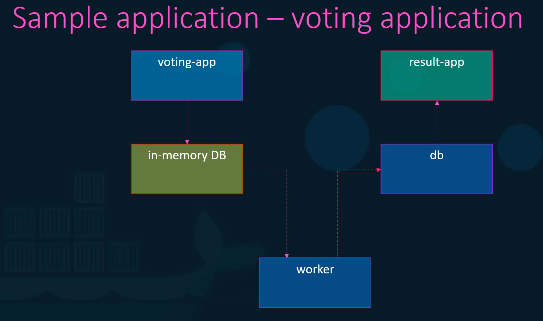 Sample application – voting application
voting-app
result-app
in-memory DB
db
worker